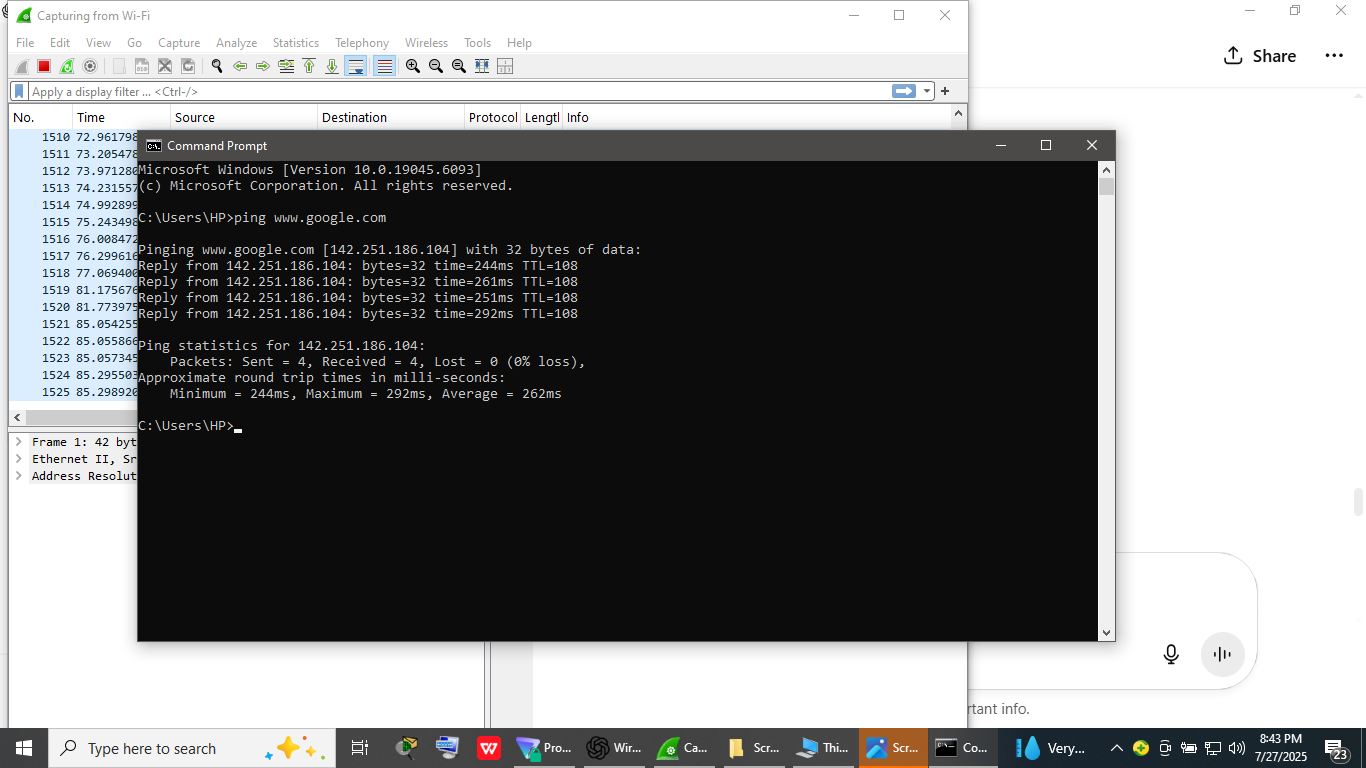 Capturing from Wi-Fi
File Edit View Go Capture Analyze Statistics Telephony Wireless Tools Help
Apply a display filter ... <Ctrl-/>
No. Time Source Destination Protocol Lengtl Info
1510 72.961798
1511 73.205478
1512 73.971280
1513 74.231557
1514 74.992899
1515 75.243498
1516 76.008472
1517 76.299616
1518 77.069400
1519 81.175676
1520 81.773975
1521 85.054255
1522 85.055866
1523 85.057345
1524 85.295503
1525 85.298920
Frame 1: 42 byt
Ethernet II, Sr
Address Resolut
Command Prompt
Microsoft Windows [Version 10.0.19045.6093]
(c) Microsoft Corporation. All rights reserved.
C:\Users\HP>ping www.google.com
Pinging www.google.com [142.251.186.104] with 32 bytes of data:
Reply from 142.251.186.104: bytes=32 time=244ms TTL=108
Reply from 142.251.186.104: bytes=32 time=261ms TTL=108
Reply from 142.251.186.104: bytes=32 time=251ms TTL=108
Reply from 142.251.186.104: bytes=32 time=292ms TTL=108
Ping statistics for 142.251.186.104:
Packets: Sent = 4, Received = 4, Lost = 0 (0% loss),
Approximate round trip times in milli-seconds:
Minimum = 244ms, Maximum = 292ms, Average = 262ms
C:\Users\HP>
Share
rtant info.
Type here to search
Pro...
Wir...
Ca...
Scr...
Thi...
Scr...
Co...
Very...
8:43 PM
7/27/2025
23